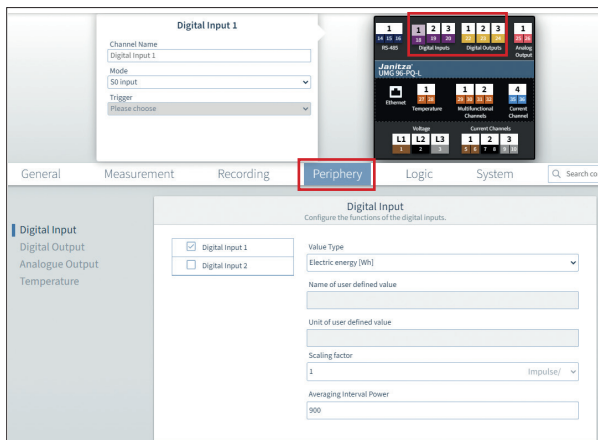 Digital Input 1
Channel Name
Digital Input 1
Mode
S0 input
Trigger
Please choose
1 1 2 3 1 2 3 1
14 15 16 18 19 20 22 23 24 25 26
RS-485 Digital Inputs Digital Outputs Analog Output
Janitza®
UMG 96-PQ-L
1 1 2 4
27 28 29 30 31 32 35 36
Ethernet Temperature Multifunctional Channels Current Channel
Voltage Current Channels
L1 L2 L3 1 2 3
1 2 3 5 6 7 8 9 10
General Measurement Recording Periphery Logic System Search co
Digital Input
Configure the functions of the digital inputs.
Digital Input
Digital Output
Analogue Output
Temperature
Digital Input 1
Digital Input 2
Value Type
Electric energy [Wh]
Name of user defined value
Unit of user defined value
Scaling factor
1 Impulse/
Averaging Interval Power
900